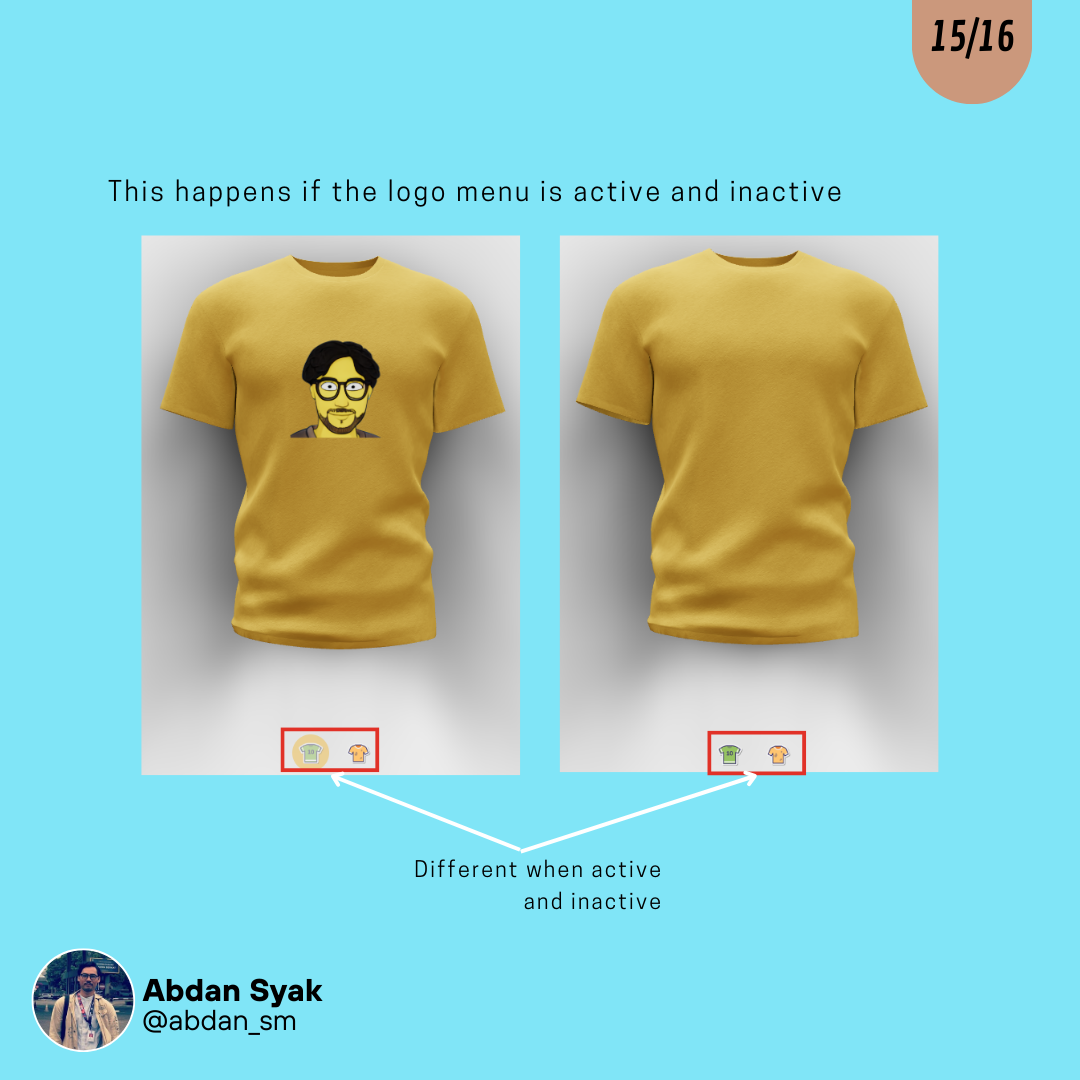 15/16
This happens if the logo menu is active and inactive
Different when active
and inactive
Abdan Syak
@abdan_sm